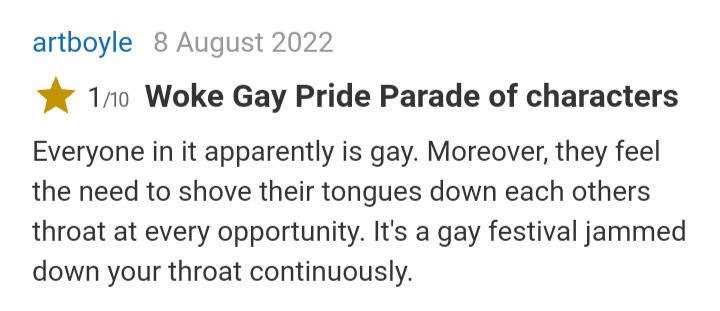 artboyle 8 August 2022
1/10 Woke Gay Pride Parade of characters
Everyone in it apparently is gay. Moreover, they feel
the need to shove their tongues down each others
throat at every opportunity. It's a gay festival jammed
down your throat continuously.